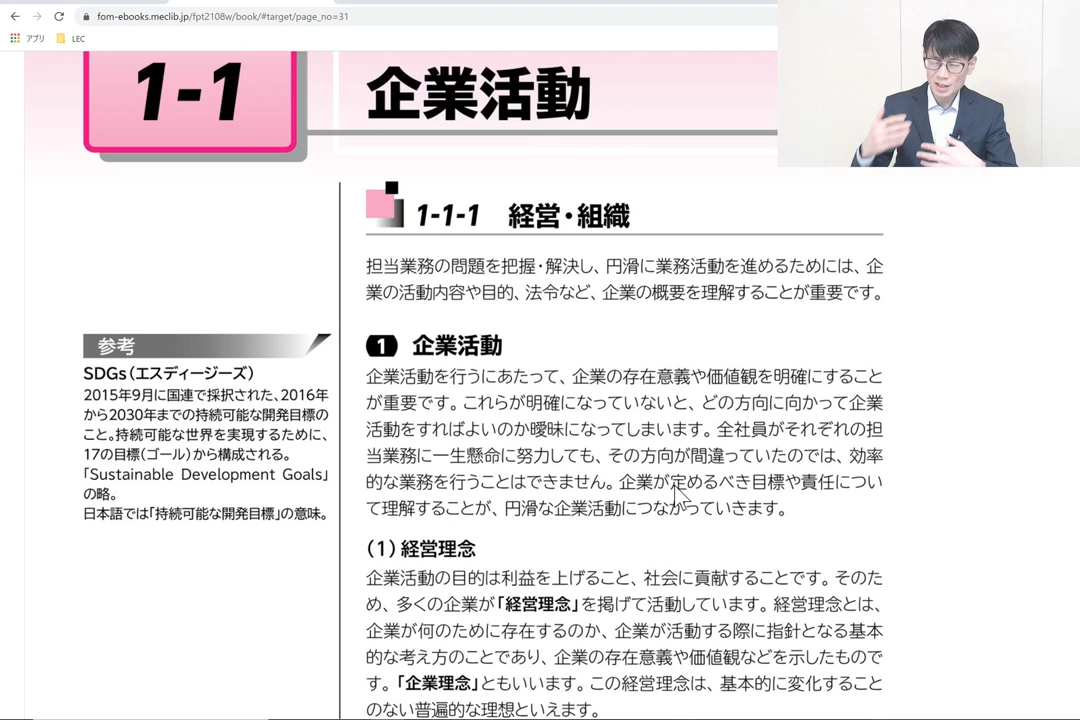 fom-ebooks.meclib.jp/fpt2108w/book/#target/page_no=31
アプリ
LEC
1-1
企業活動
1-1-1 経営・組織
担当業務の問題を把握・解決し、円滑に業務活動を進めるためには、企
業の活動内容や目的、法令など、企業の概要を理解することが重要です。
参考
SDGs（エスディージーズ）
2015年9月に国連で採択された、2016年
から2030年までの持続可能な開発目標の
こと。持続可能な世界を実現するために、
17の目標（ゴール）から構成される。
「Sustainable Development Goals」
の略。
日本語では「持続可能な開発目標」の意味。
1 企業活動
企業活動を行うにあたって、企業の存在意義や価値観を明確にすること
が重要です。これらが明確になっていないと、どの方向に向かって企業
活動をすればよいのか曖昧になってしまいます。全社員がそれぞれの担
当業務に一生懸命に努力しても、その方向が間違っていたのでは、効率
的な業務を行うことはできません。企業が定めるべき目標や責任につい
て理解することが、円滑な企業活動につながっていきます。
（1）経営理念
企業活動の目的は利益を上げること、社会に貢献することです。そのた
め、多くの企業が「経営理念」を掲げて活動しています。経営理念とは、
企業が何のために存在するのか、企業が活動する際に指針となる基本
的な考え方のことであり、企業の存在意義や価値観などを示したもので
す。「企業理念」ともいいます。この経営理念は、基本的に変化すること
のない普遍的な理想といえます。